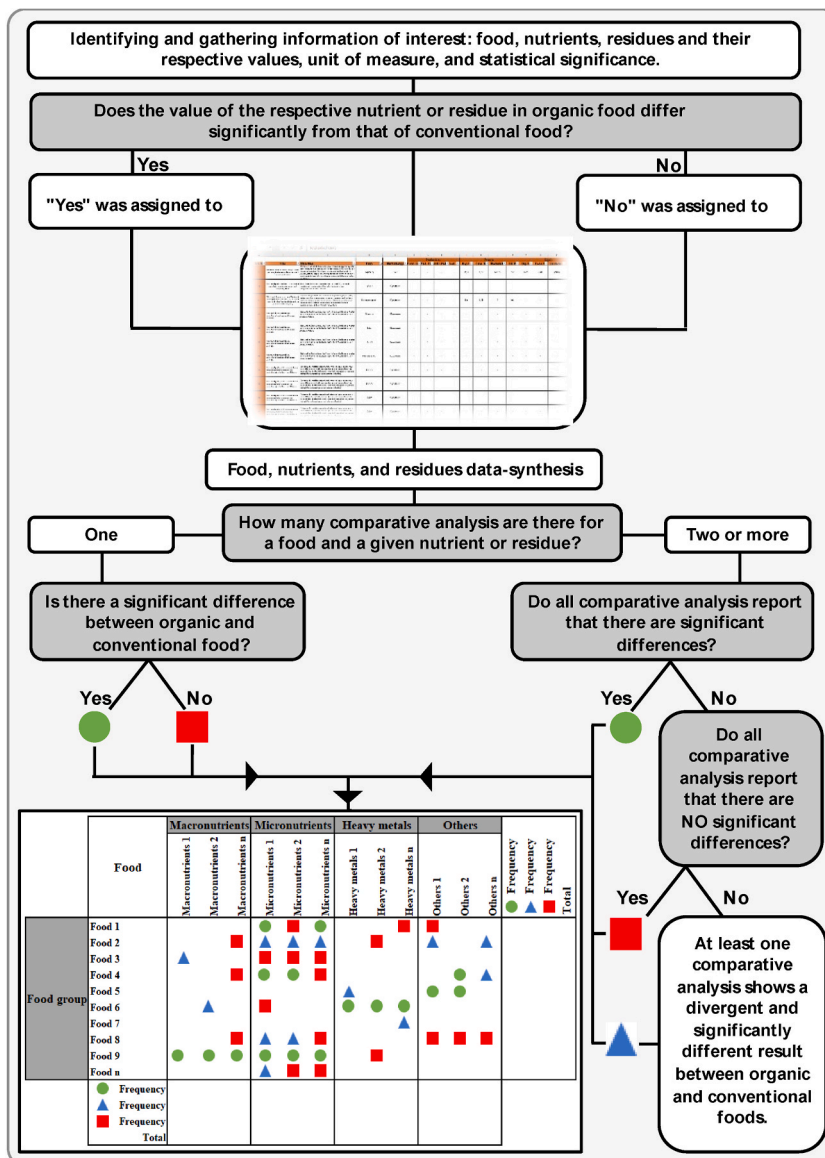 Identifying and gathering information of interest: food, nutrients, residues and their
respective values, unit of measure, and statistical significance.
Does the value of the respective nutrient or residue in organic food differ
significantly from that of conventional food?
Yes
No
"Yes" was assigned to
"No" was assigned to
Food, nutrients, and residues data-synthesis
How many comparative analysis are there for
a food and a given nutrient or residue?
One
Two or more
Is there a significant difference
between organic and
conventional food?
Do all comparative analysis report
that there are significant
differences?
Yes
No
Yes
No
Do all
comparative
analysis report
that there are
NO significant
differences?
Yes
No
At least one
comparative
analysis shows a
divergent and
significantly
different result
between organic
and conventional
foods.
Food
Macronutrients
Micronutrients
Heavy metals
Others
Macronutrients 1
Macronutrients 2
Macronutrients n
Micronutrients 1
Micronutrients 2
Micronutrients n
Heavy metals 1
Heavy metals 2
Heavy metals n
Others 1
Others 2
Others n
Frequency
Frequency
Frequency
Total
Food group
Food 1
Food 2
Food 3
Food 4
Food 5
Food 6
Food 7
Food 8
Food 9
Food n
Frequency
Frequency
Frequency
Total